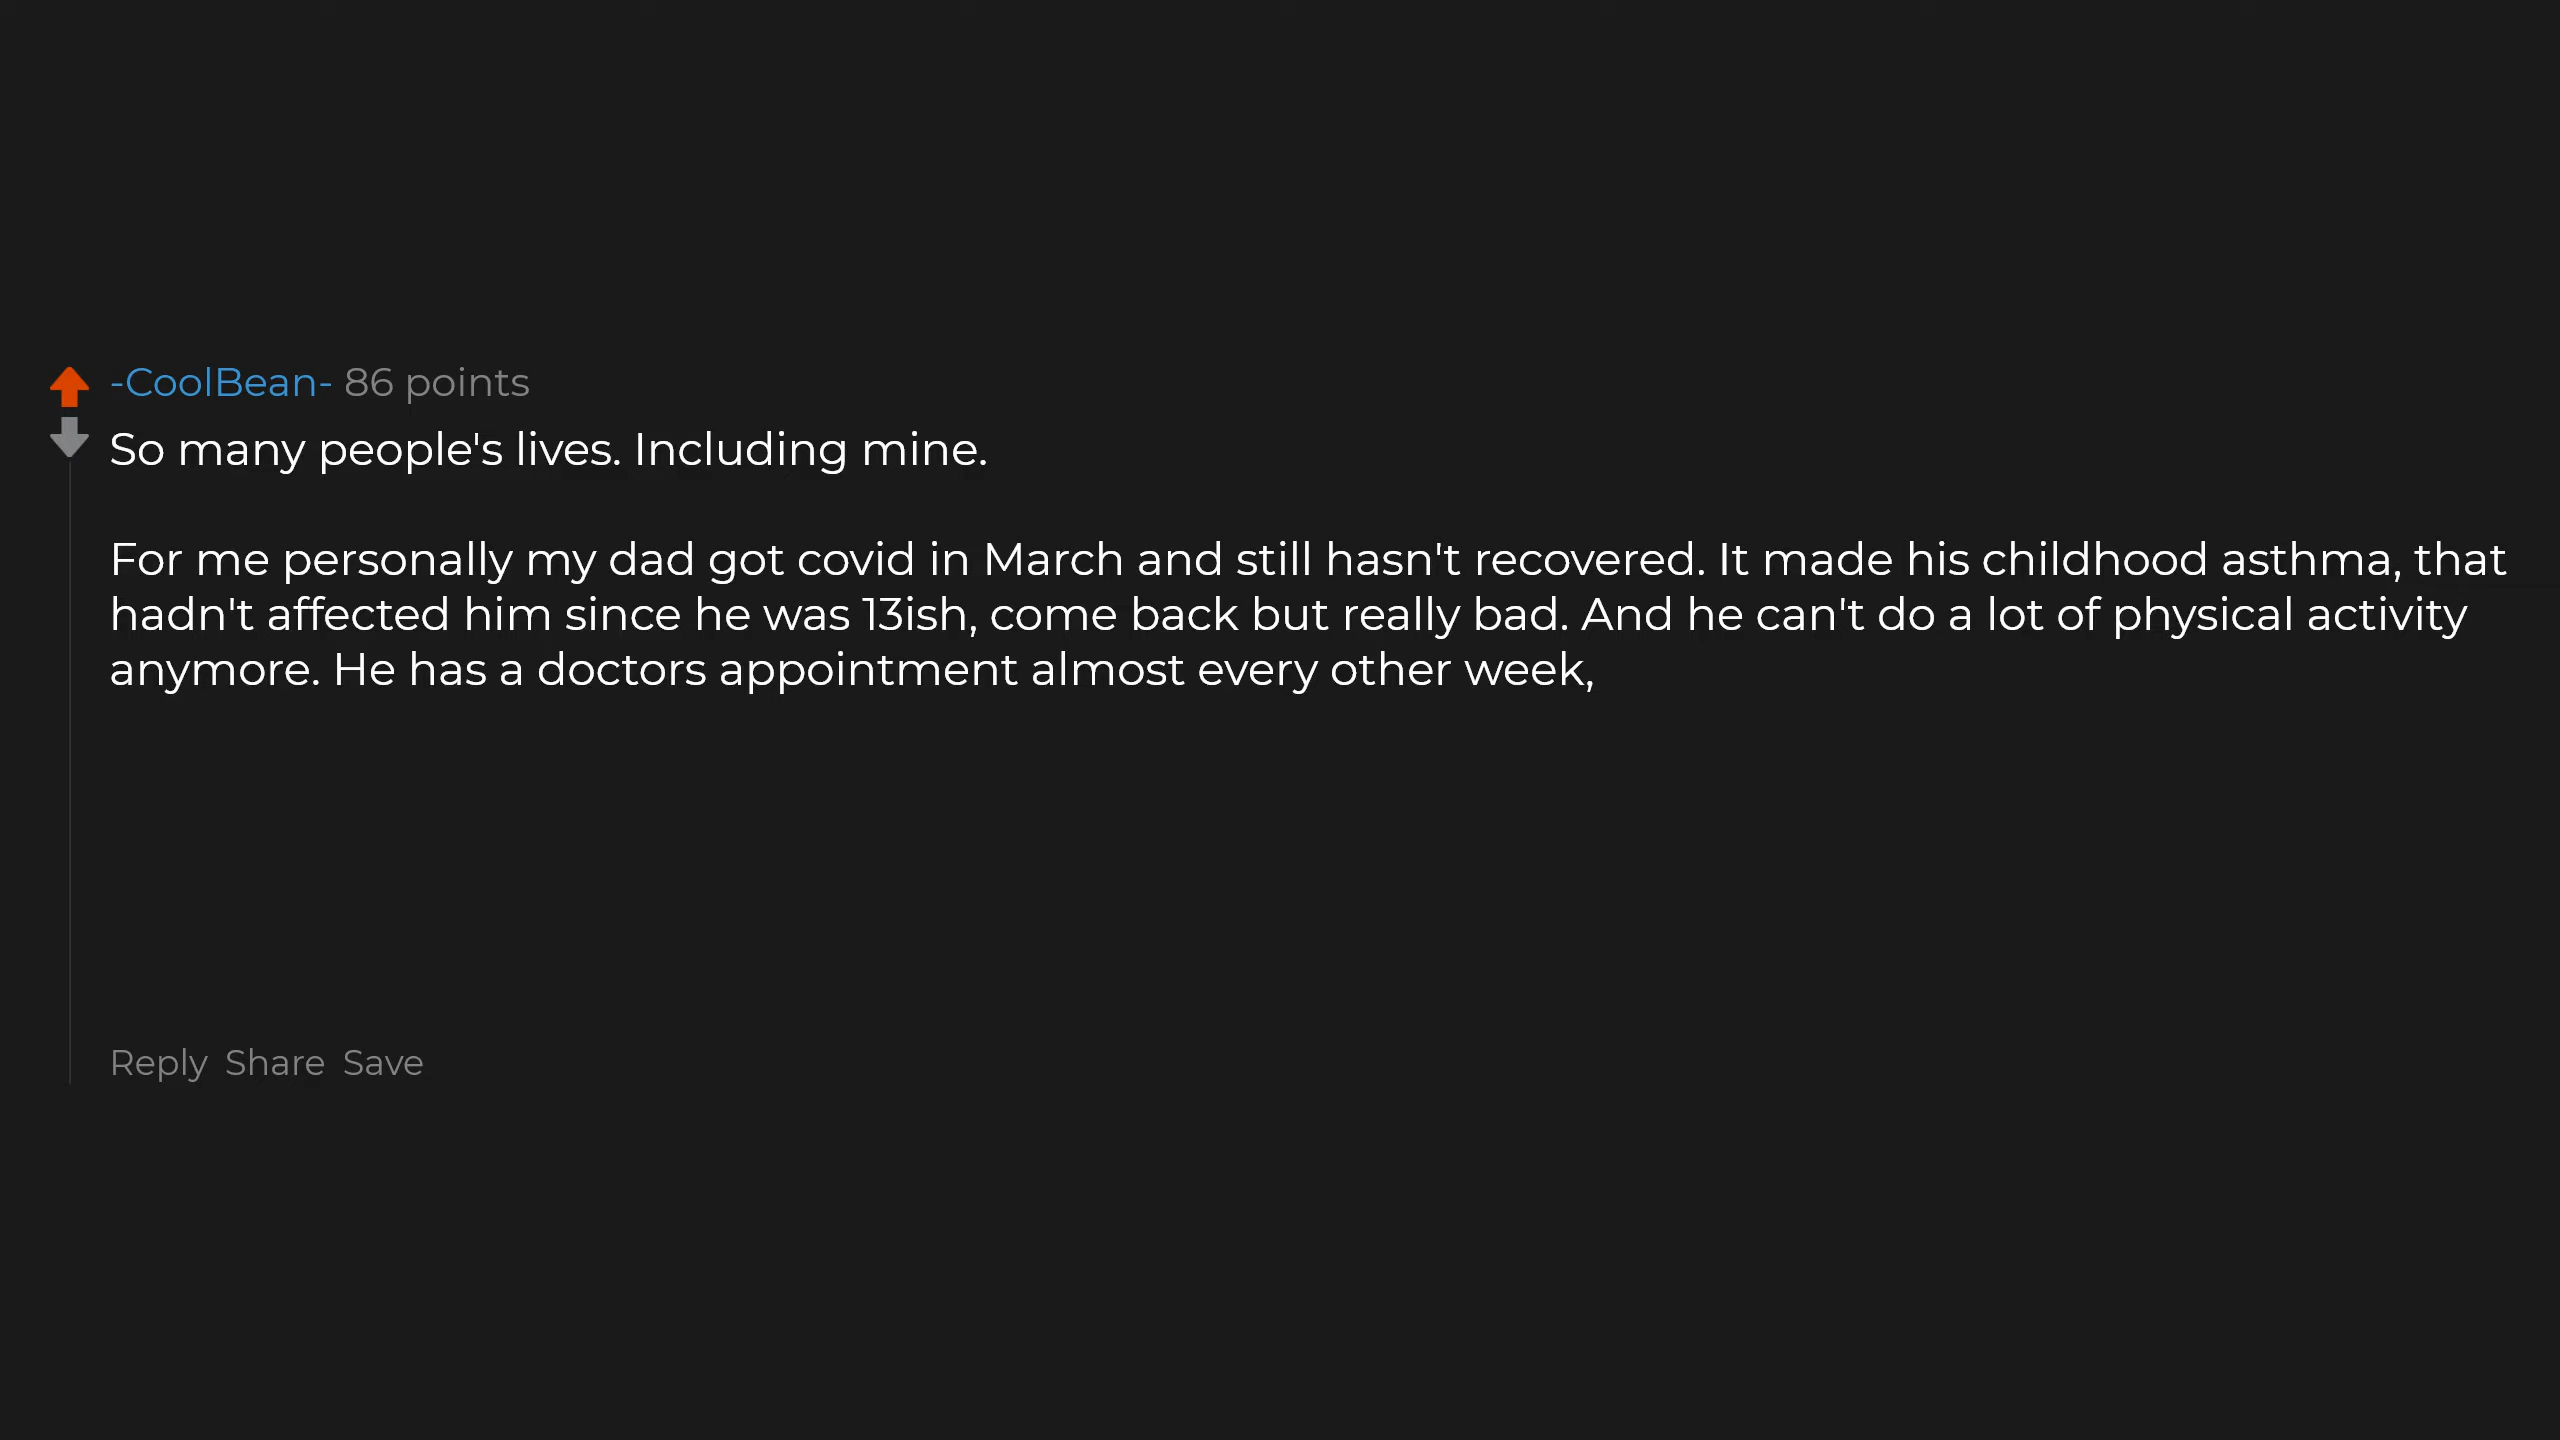 -CoolBean- 86 points
So many people's lives. Including mine.
For me personally my dad got covid in March and still hasn't recovered. It made his childhood asthma, that
hadn't affected him since he was 13ish, come back but really bad. And he can't do a lot of physical activity
anymore. He has a doctors appointment almost every other week,
Reply Share Save